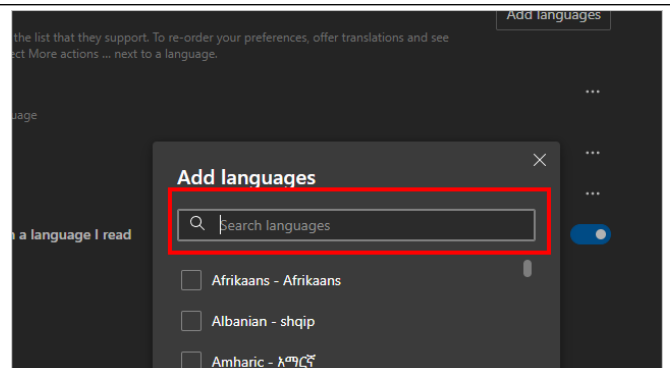 Add languages
the list that they support. To re-order your preferences, offer translations and see
ect More actions ... next to a language.
...
uage
...
Add languages
...
Search languages
n a language I read
Afrikaans - Afrikaans
Albanian - shqip
Amharic - አማርኛ